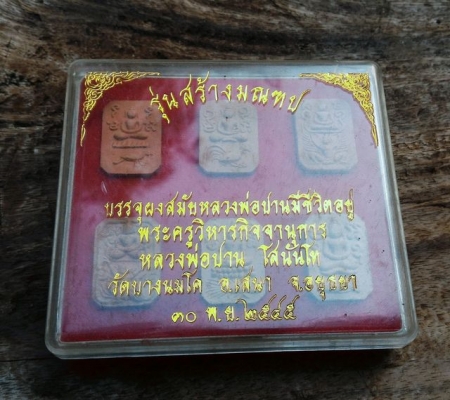 รุ่นสร้างมณฑป
บรรจุผงสมัยหลวงพ่อปานมีชีวิตอยู่
พระครูวิหารกิจจานุการ
หลวงพ่อปาน โสนันโท
วัดบางนมโค อ.เสนา จ.อยุธยา
๓๐ พ.ย.๒๕๔๕